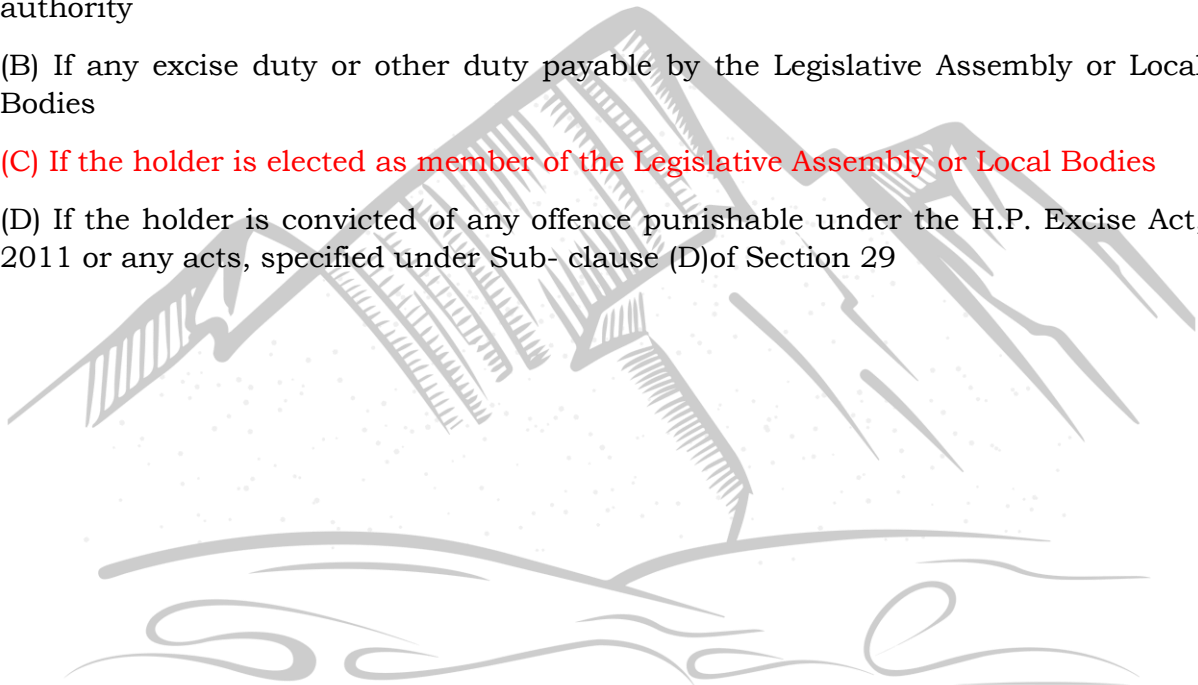 authority
(B) If any excise duty or other duty payable by the Legislative Assembly or Local
Bodies
(C) If the holder is elected as member of the Legislative Assembly or Local Bodies
(D) If the holder is convicted of any offence punishable under the H.P. Excise Act,
2011 or any acts, specified under Sub- clause (D)of Section 29